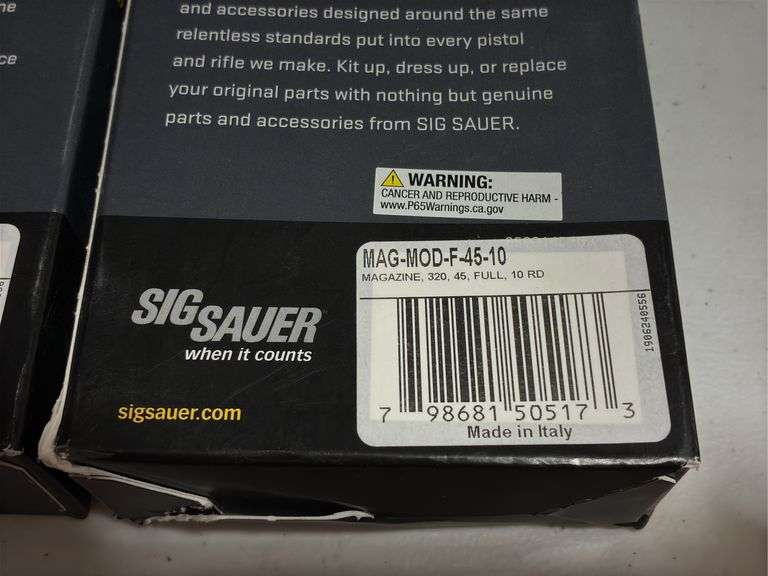 ne
ce
and accessories designed around the same
relentless standards put into every pistol
and rifle we make. Kit up, dress up, or replace
your original parts with nothing but genuine
parts and accessories from SIG SAUER.
WARNING:
CANCER AND REPRODUCTIVE HARM -
www.P65Warnings.ca.gov
MAG-MOD-F-45-10
MAGAZINE, 320, 45, FULL, 10 RD
1906240556
7 98681 50517 3
Made in Italy
SIG SAUER
when it counts
sigsauer.com